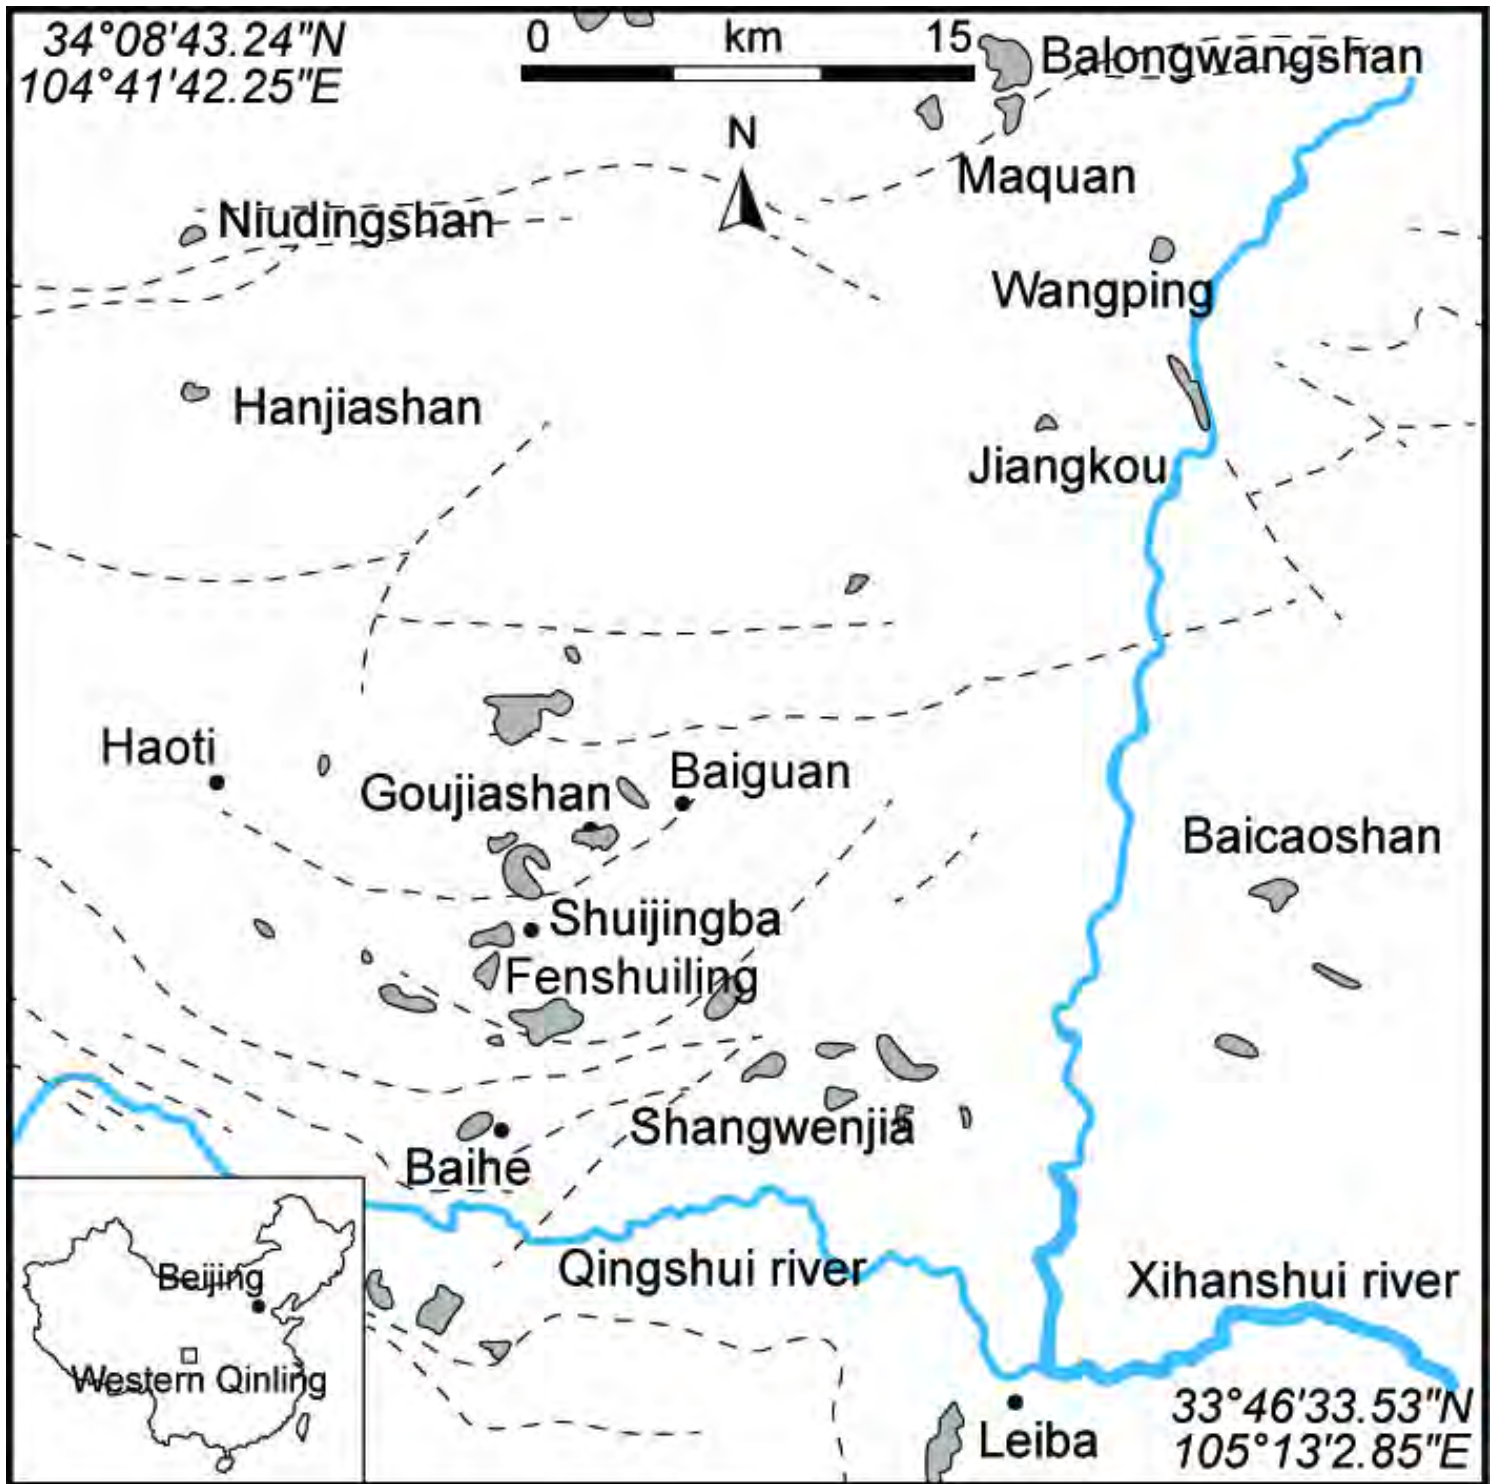 34°08'43.24"N
104°41'42.25"E
0 km 15
Balongwangshan
N
Maquan
Niudingshan
Wangping
Hanjiashan
Jiangkou
Haoti
Goujiashan
Baiguan
Baicaoshan
Shuijingba
Fenshuiling
Shangwenjia
Baihe
Qingshui river
Xihanshui river
Beijing
Western Qinling
Leiba
33°46'33.53"N
105°13'2.85"E